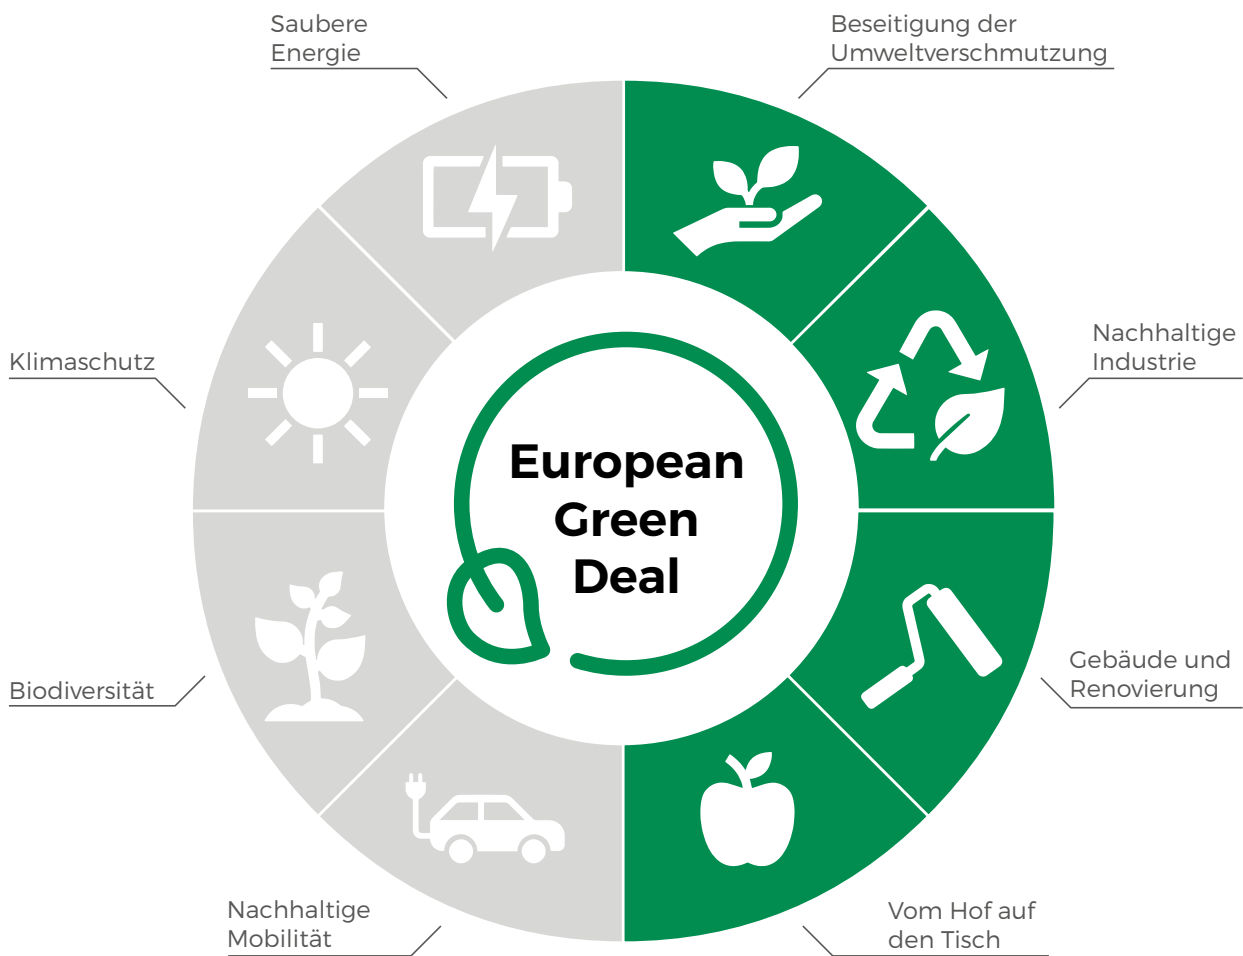 Saubere
Energie
Beseitigung der
Umweltverschmutzung
Nachhaltige
Industrie
Klimaschutz
European
Green
Deal
Gebäude und
Renovierung
Biodiversität
Nachhaltige
Mobilität
Vom Hof auf
den Tisch